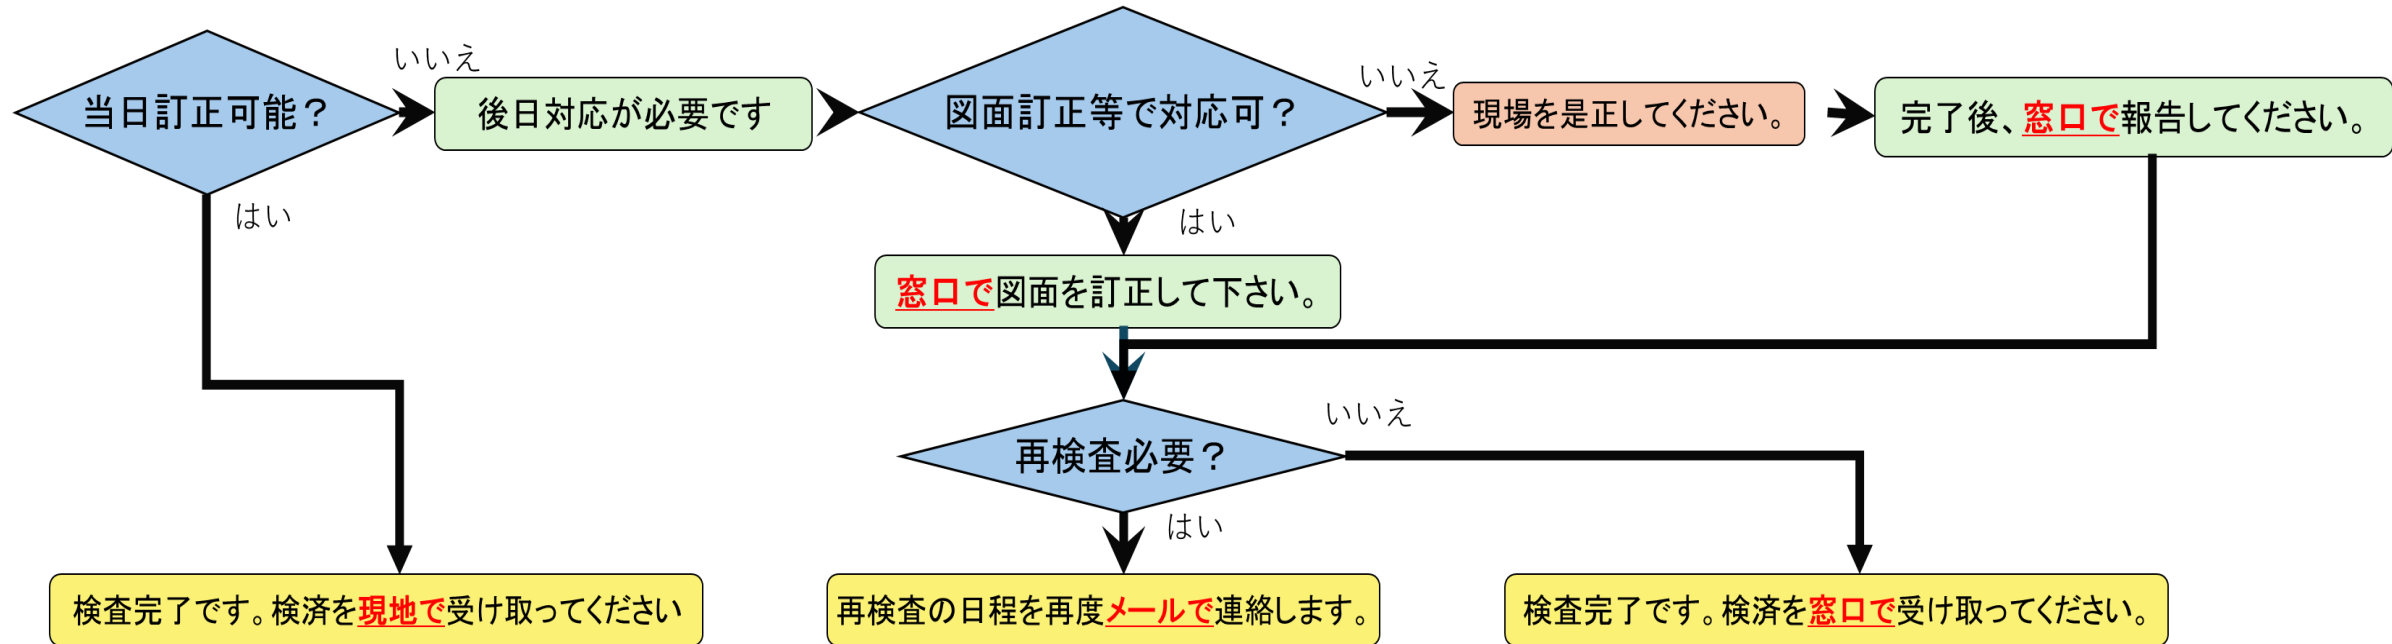 当日訂正可能？
いいえ
後日対応が必要です
図面訂正等で対応可？
いいえ
現場を是正してください。
完了後、窓口で報告してください。
はい
はい
窓口で図面を訂正して下さい。
再検査必要？
いいえ
はい
検査完了です。検済を現地で受け取ってください
再検査の日程を再度メールで連絡します。
検査完了です。検済を窓口で受け取ってください。